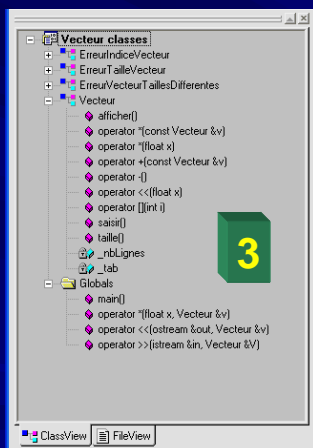 Vecteur classes
ErreurIndiceVecteur
ErreurTailleVecteur
ErreurVecteurTaillesDifferentes
Vecteur
afficher()
operator *(const Vecteur &v)
operator *(float x)
operator +(const Vecteur &v)
operator -()
operator <<(float x)
operator [](int i)
saisir()
taille()
_nbLignes
_tab
Globals
main()
operator *(float x, Vecteur &v)
operator <<(ostream &out, Vecteur &v)
operator >>(istream &in, Vecteur &V)
3
ClassView FileView